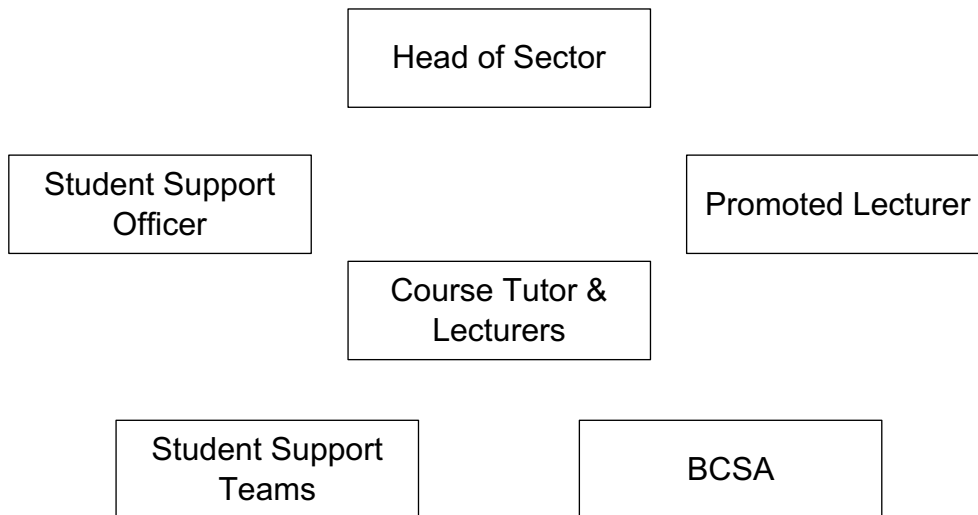 Head of Sector
Student Support
Officer
Promoted Lecturer
Course Tutor &
Lecturers
Student Support
Teams
BCSA